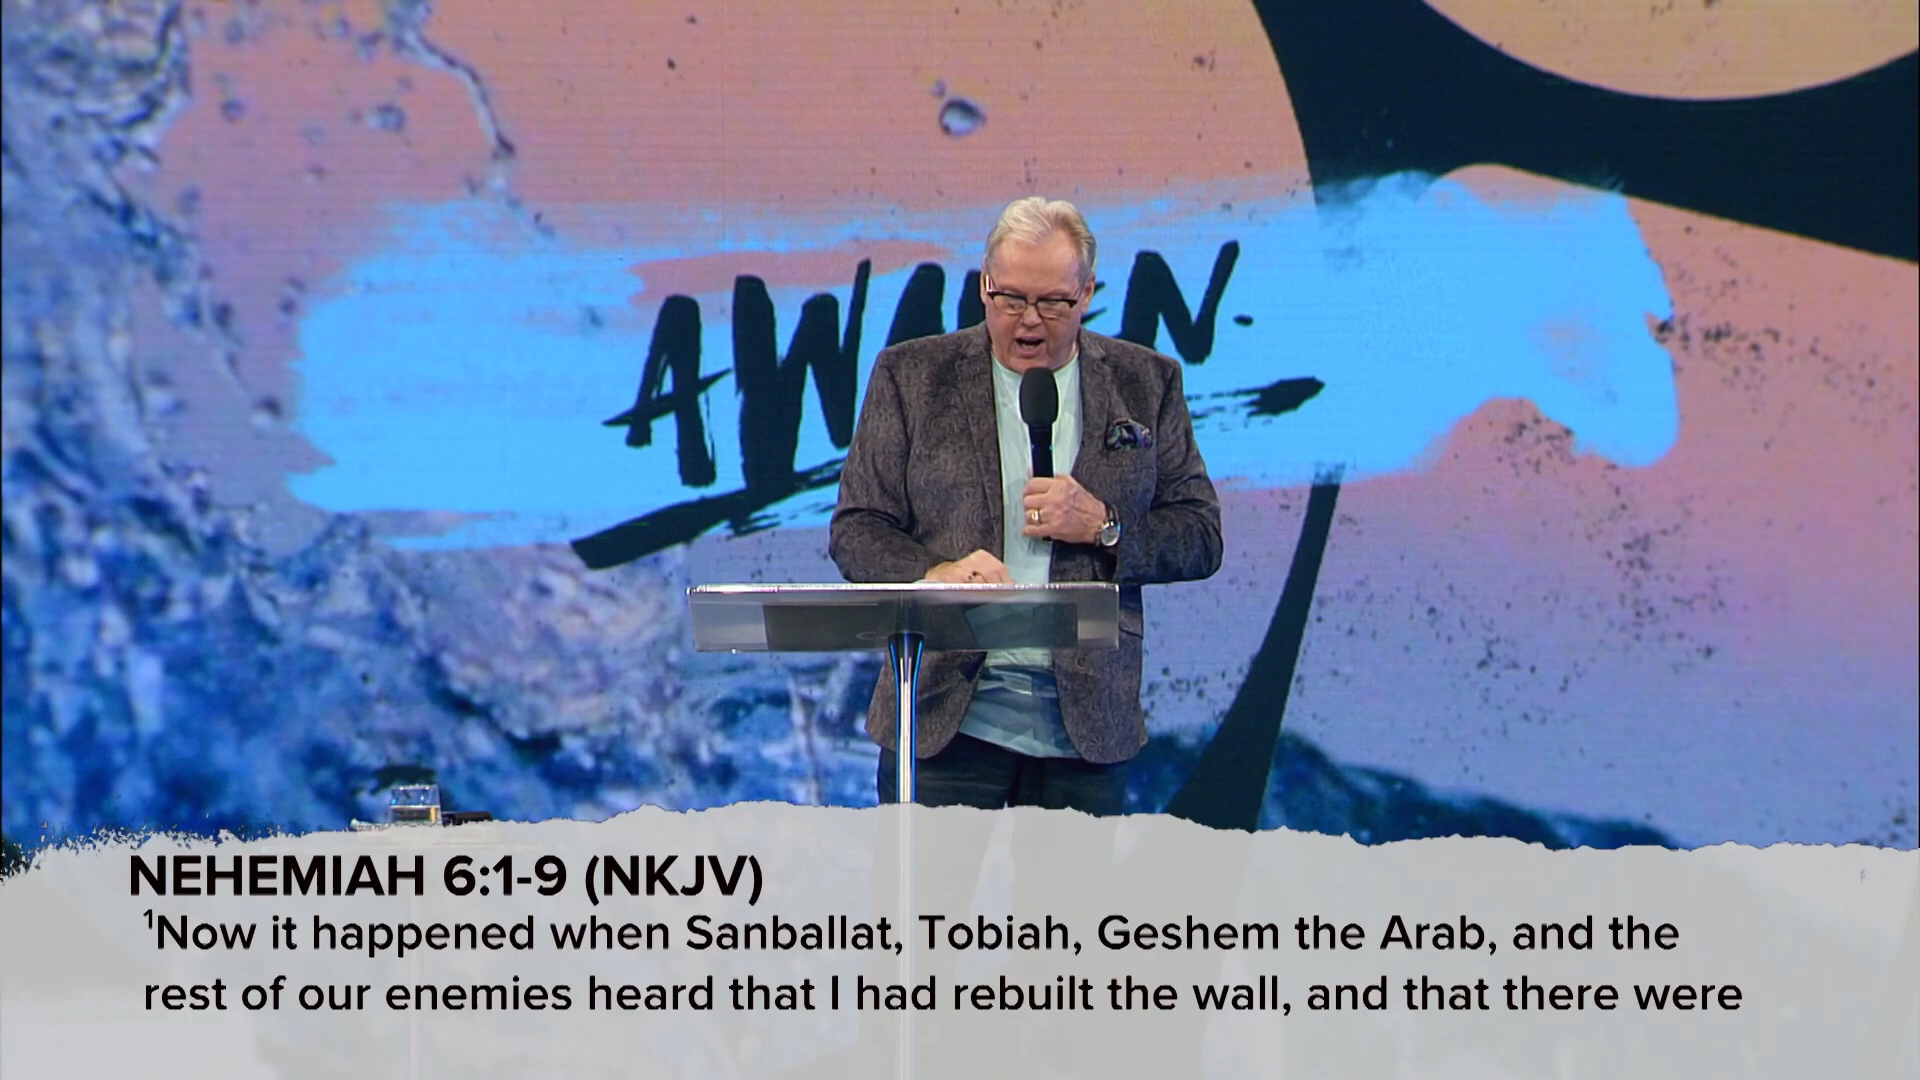 AWAKEN.
NEHEMIAH 6:1-9 (NKJV)
¹Now it happened when Sanballat, Tobiah, Geshem the Arab, and the
rest of our enemies heard that I had rebuilt the wall, and that there were